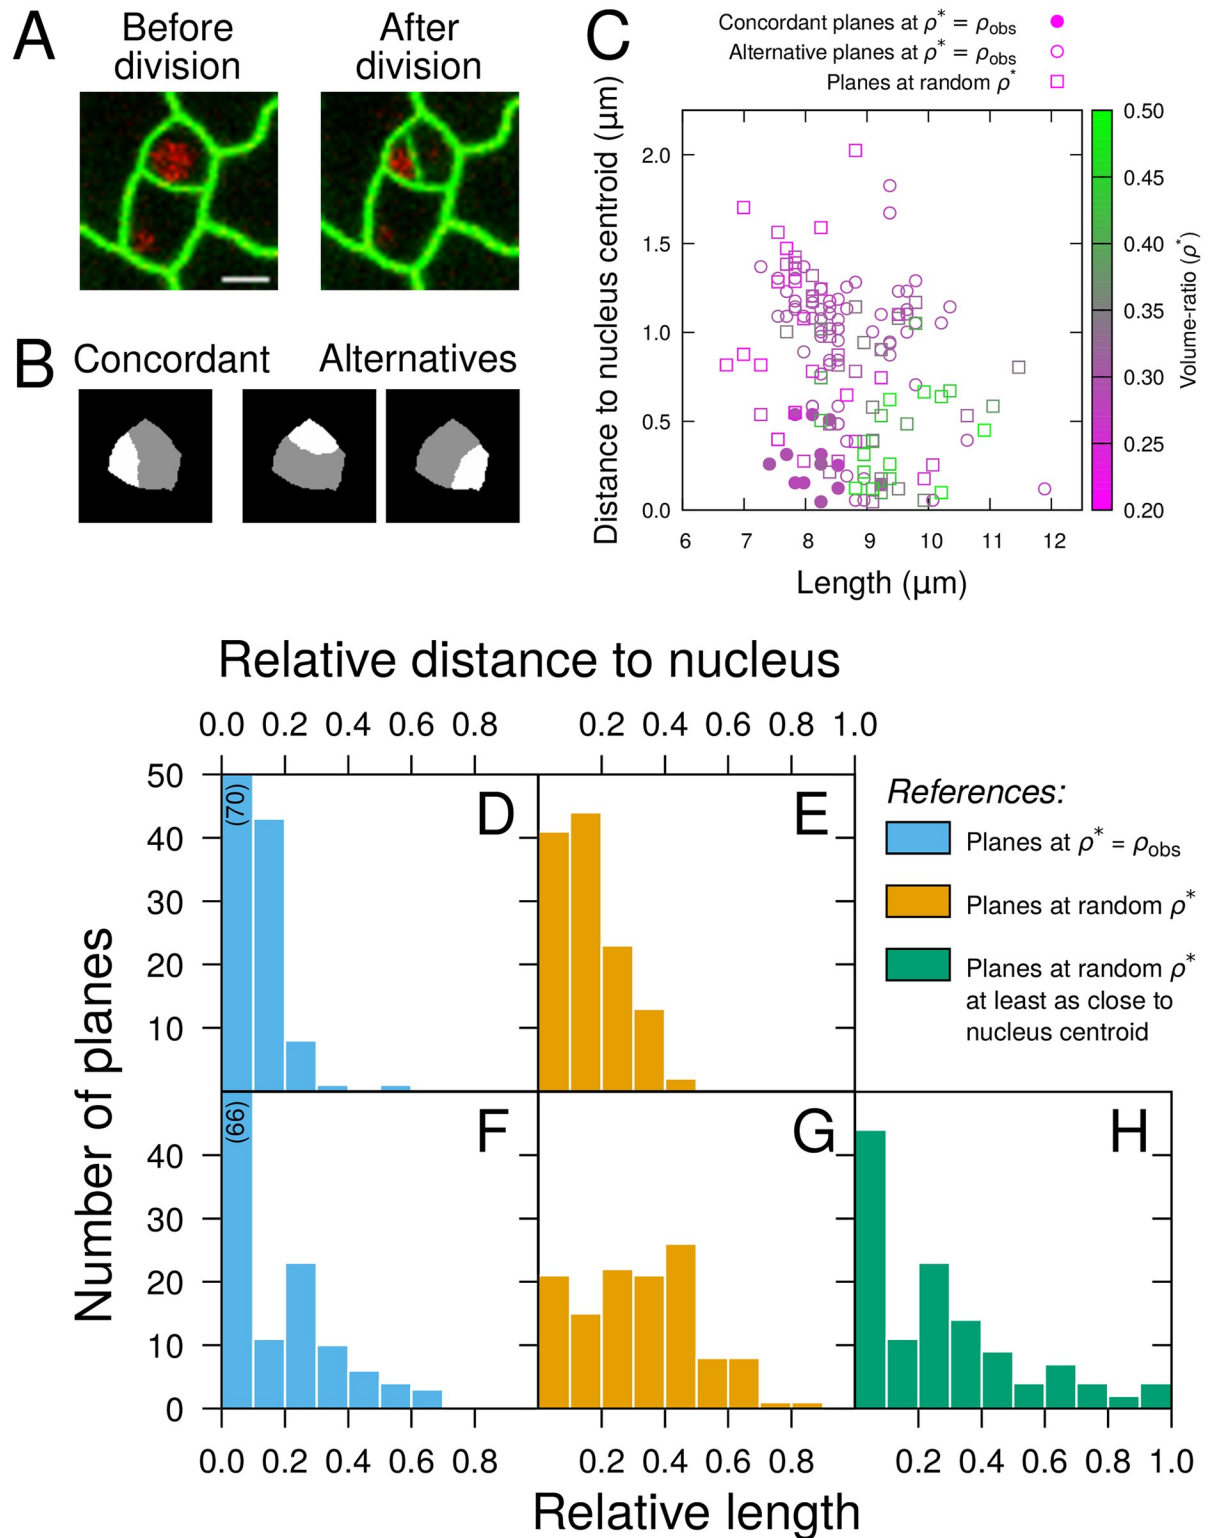 A
Before
division
After
division
B
Concordant
Alternatives
C
Concordant planes at ρ* = ρobs
Alternative planes at ρ* = ρobs
Planes at random ρ*
Distance to nucleus centroid (µm)
2.0
1.5
1.0
0.5
0.0
6 7 8 9 10 11 12
Length (µm)
0.50
0.45
0.40
0.35
0.30
0.25
0.20
Volume-ratio (ρ*)
Relative distance to nucleus
0.0 0.2 0.4 0.6 0.8 0.2 0.4 0.6 0.8 1.0
Number of planes
50
40
30
20
10
(70)
D
E
References:
Planes at ρ* = ρobs
Planes at random ρ*
Planes at random ρ*
at least as close to
nucleus centroid
40
30
20
10
0
(66)
F
G
H
0.0 0.2 0.4 0.6 0.8 0.2 0.4 0.6 0.8 0.2 0.4 0.6 0.8 1.0
Relative length